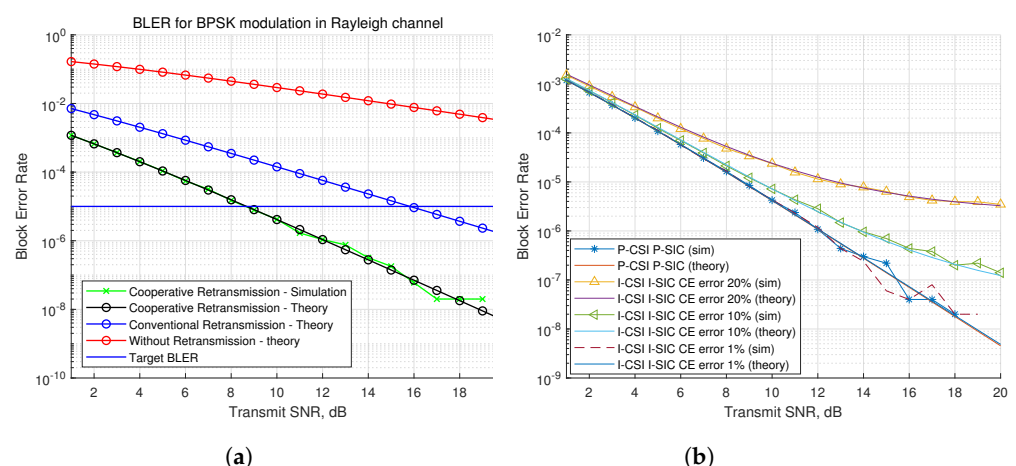 BLER for BPSK modulation in Rayleigh channel
10^0
10^-2
10^-4
10^-6
10^-8
10^-10
Block Error Rate
Cooperative Retransmission - Simulation
Cooperative Retransmission - Theory
Conventional Retransmission - Theory
Without Retransmission - theory
Target BLER
2 4 6 8 10 12 14 16 18
Transmit SNR, dB
(a)
10^-2
10^-3
10^-4
10^-5
10^-6
10^-7
10^-8
10^-9
Block Error Rate
P-CSI P-SIC (sim)
P-CSI P-SIC (theory)
I-CSI I-SIC CE error 20% (sim)
I-CSI I-SIC CE error 20% (theory)
I-CSI I-SIC CE error 10% (sim)
I-CSI I-SIC CE error 10% (theory)
I-CSI I-SIC CE error 1% (sim)
I-CSI I-SIC CE error 1% (theory)
2 4 6 8 10 12 14 16 18 20
Transmit SNR, dB
(b)